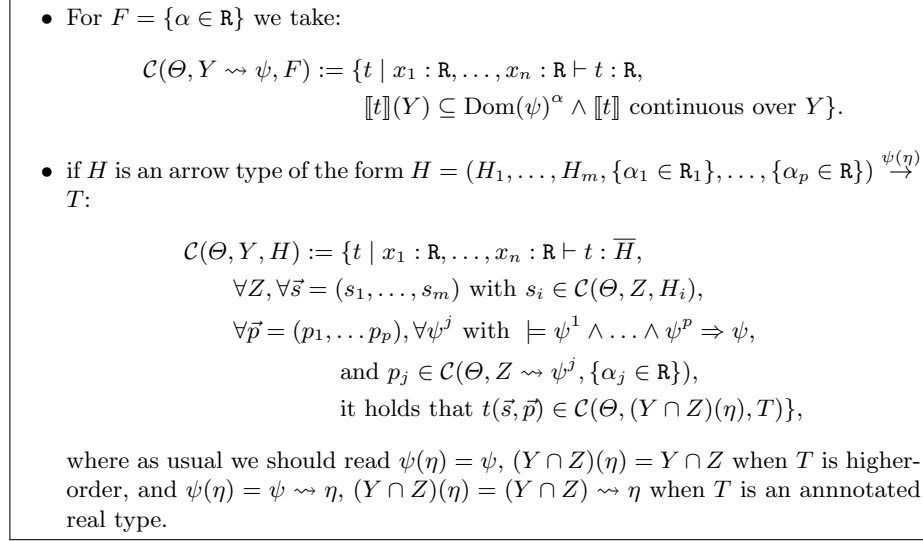 • For F = {α ∈ R} we take:
C(Θ, Y ⇝ ψ, F) := {t | x₁ : R, …, xₙ : R ⊢ t : R,
⟦t⟧(Y) ⊆ Dom(ψ)^α ∧ ⟦t⟧ continuous over Y}.
• if H is an arrow type of the form H = (H₁, …, Hₘ, {α₁ ∈ R₁}, …, {αₚ ∈ R}) →^ψ(η)
T:
C(Θ, Y, H) := {t | x₁ : R, …, xₙ : R ⊢ t : H̅,
∀Z, ∀s⃗ = (s₁, …, sₘ) with sᵢ ∈ C(Θ, Z, Hᵢ),
∀p⃗ = (p₁, … pₚ), ∀ψʲ with ⊨ ψ¹ ∧ … ∧ ψᵖ ⇒ ψ,
and pⱼ ∈ C(Θ, Z ⇝ ψʲ, {αⱼ ∈ R}),
it holds that t(s⃗, p⃗) ∈ C(Θ, (Y ∩ Z)(η), T)},
where as usual we should read ψ(η) = ψ, (Y ∩ Z)(η) = Y ∩ Z when T is higher-
order, and ψ(η) = ψ ⇝ η, (Y ∩ Z)(η) = (Y ∩ Z) ⇝ η when T is an annnotated
real type.